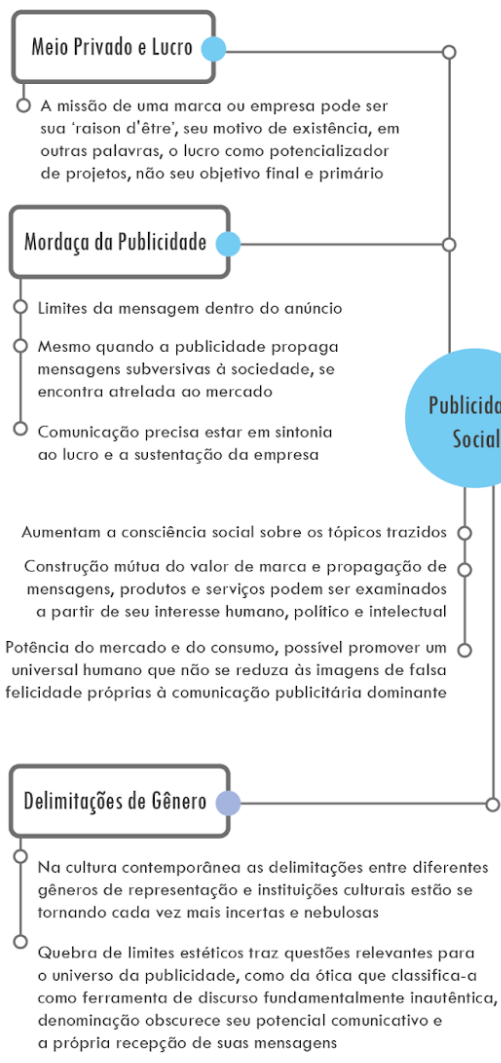 Meio Privado e Lucro
A missão de uma marca ou empresa pode ser
sua 'raison d'être', seu motivo de existência, em
outras palavras, o lucro como potencializador
de projetos, não seu objetivo final e primário
Mordaça da Publicidade
Limites da mensagem dentro do anúncio
Mesmo quando a publicidade propaga
mensagens subversivas à sociedade, se
encontra atrelada ao mercado
Comunicação precisa estar em sintonia
ao lucro e a sustentação da empresa
Publicida
Social
Aumentam a consciência social sobre os tópicos trazidos
Construção mútua do valor de marca e propagação de
mensagens, produtos e serviços podem ser examinados
a partir de seu interesse humano, político e intelectual
Potência do mercado e do consumo, possível promover um
universal humano que não se reduza às imagens de falsa
felicidade próprias à comunicação publicitária dominante
Delimitações de Gênero
Na cultura contemporânea as delimitações entre diferentes
gêneros de representação e instituições culturais estão se
tornando cada vez mais incertas e nebulosas
Quebra de limites estéticos traz questões relevantes para
o universo da publicidade, como da ótica que classifica-a
como ferramenta de discurso fundamentalmente inautêntica,
denominação obscurece seu potencial comunicativo e
a própria recepção de suas mensagens